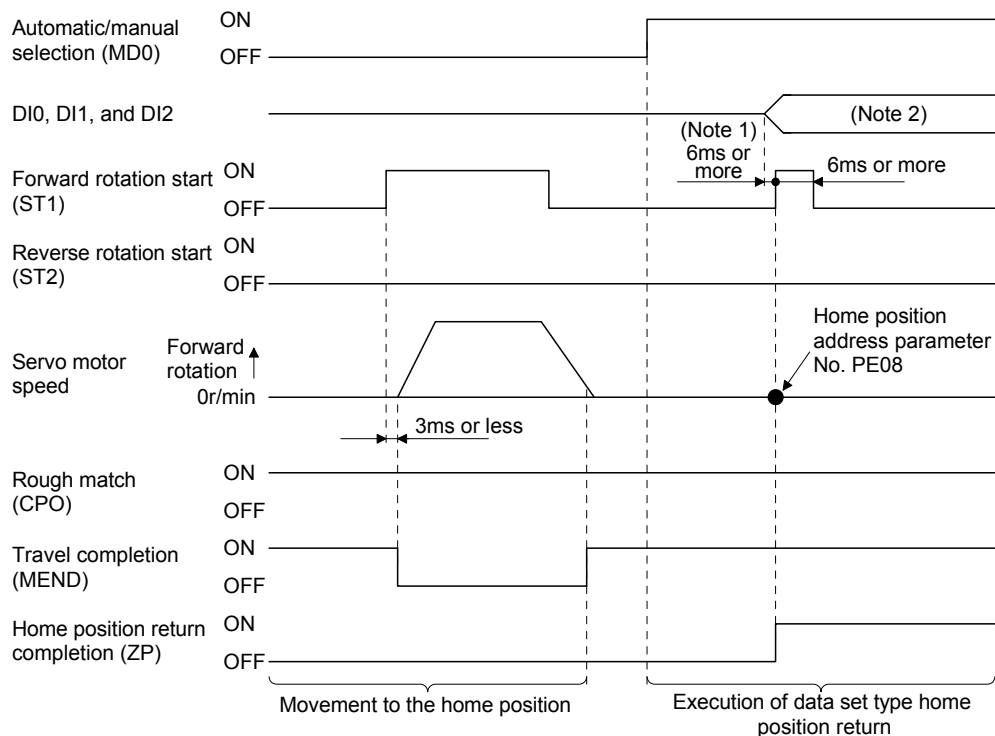 Automatic/manual
selection (MD0)
ON
OFF
DI0, DI1, and DI2
(Note 2)
(Note 1)
6ms or
more
6ms or more
Forward rotation start
(ST1)
ON
OFF
Reverse rotation start
(ST2)
ON
OFF
Servo motor
speed
Forward
rotation
0r/min
Home position
address parameter
No. PE08
3ms or less
Rough match
(CPO)
ON
OFF
Travel completion
(MEND)
ON
OFF
Home position return
completion (ZP)
ON
OFF
Movement to the home position
Execution of data set type home
position return